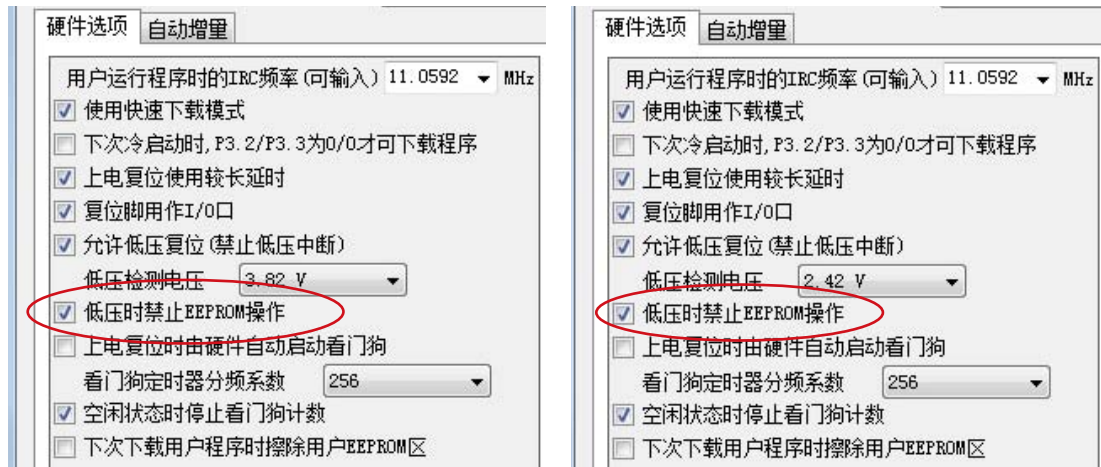 硬件选项 自动增量
用户运行程序时的IRC频率(可输入) 11.0592 MHz
使用快速下载模式
下次冷启动时,P3.2/P3.3为0/0才可下载程序
上电复位使用较长延时
复位脚用作I/O口
允许低压复位(禁止低压中断)
低压检测电压 3.82 V
低压时禁止EEPROM操作
上电复位时由硬件自动启动看门狗
看门狗定时器分频系数 256
空闲状态时停止看门狗计数
下次下载用户程序时擦除用户EEPROM区
硬件选项 自动增量
用户运行程序时的IRC频率(可输入) 11.0592 MHz
使用快速下载模式
下次冷启动时,P3.2/P3.3为0/0才可下载程序
上电复位使用较长延时
复位脚用作I/O口
允许低压复位(禁止低压中断)
低压检测电压 2.42 V
低压时禁止EEPROM操作
上电复位时由硬件自动启动看门狗
看门狗定时器分频系数 256
空闲状态时停止看门狗计数
下次下载用户程序时擦除用户EEPROM区